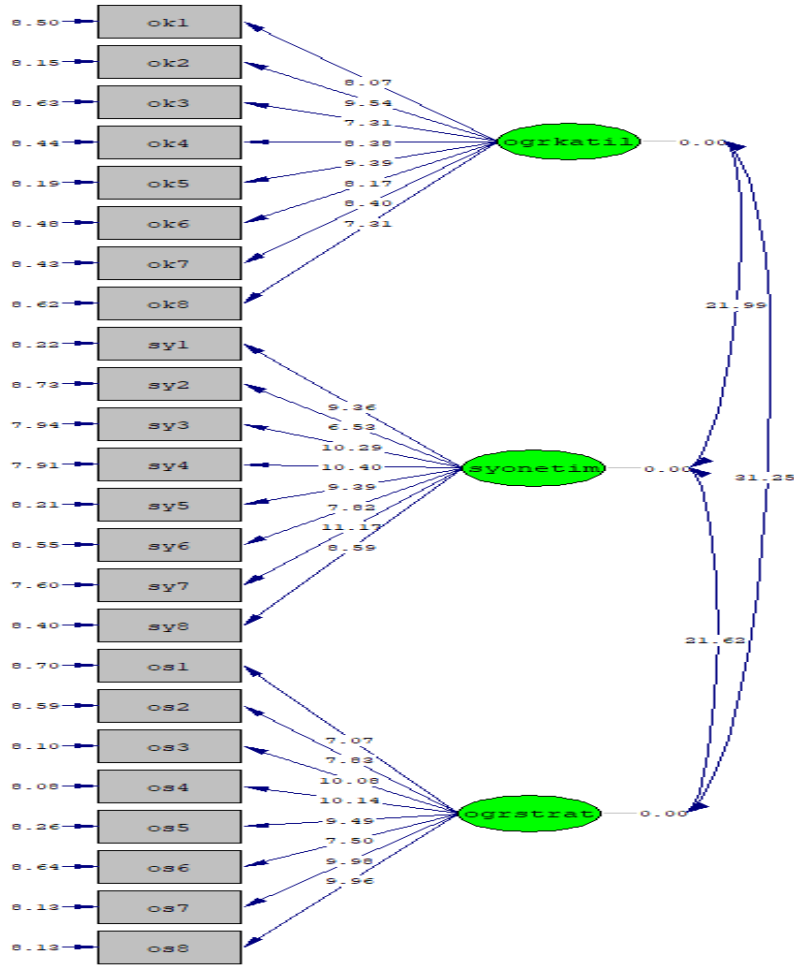 8.50 ok1
8.15 ok2
8.07
8.63 ok3 9.54
7.31
8.44 ok4 8.38 ogrkatil 0.00
9.39
8.19 ok5 8.17
8.40
8.48 ok6 7.31
8.43 ok7
8.62 ok8 21.99
8.22 sy1
8.73 sy2
9.36
7.94 sy3 6.53
10.29
7.91 sy4 10.40 syonetim 0.00 31.25
9.39
8.21 sy5 7.82
11.17
8.55 sy6 8.59
7.60 sy7
8.40 sy8 21.62
8.70 os1
8.59 os2
7.07
8.10 os3 7.83
10.08
8.08 os4 10.14
ogrstrat 0.00
8.26 os5 9.49
7.50
8.64 os6 9.98
9.96
8.13 os7
8.13 os8